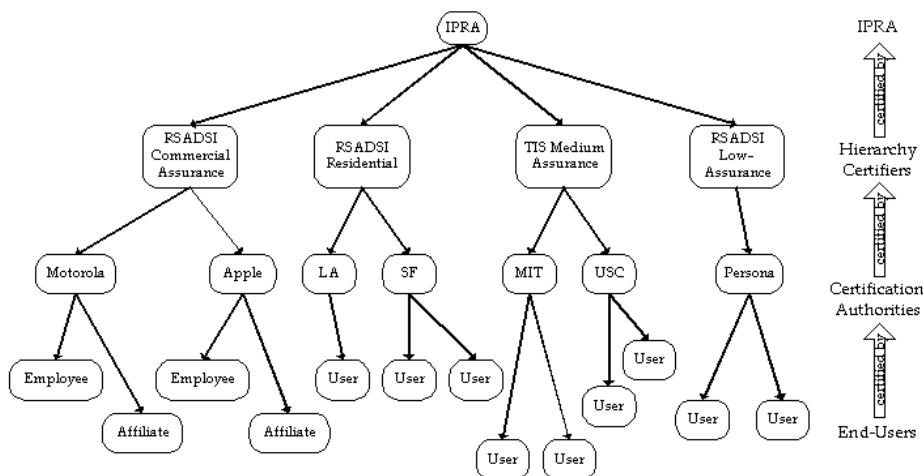 IPRA
IPRA
certified by
RSADSI
Commercial
Assurance
RSADSI
Residential
TIS Medium
Assurance
RSADSI
Low-
Assurance
Hierarchy
Certifiers
certified by
Motorola
Apple
LA
SF
MIT
USC
Persona
Certification
Authorities
certified by
Employee
Employee
User
User
User
User
User
User
User
Affiliate
Affiliate
User
User
End-Users